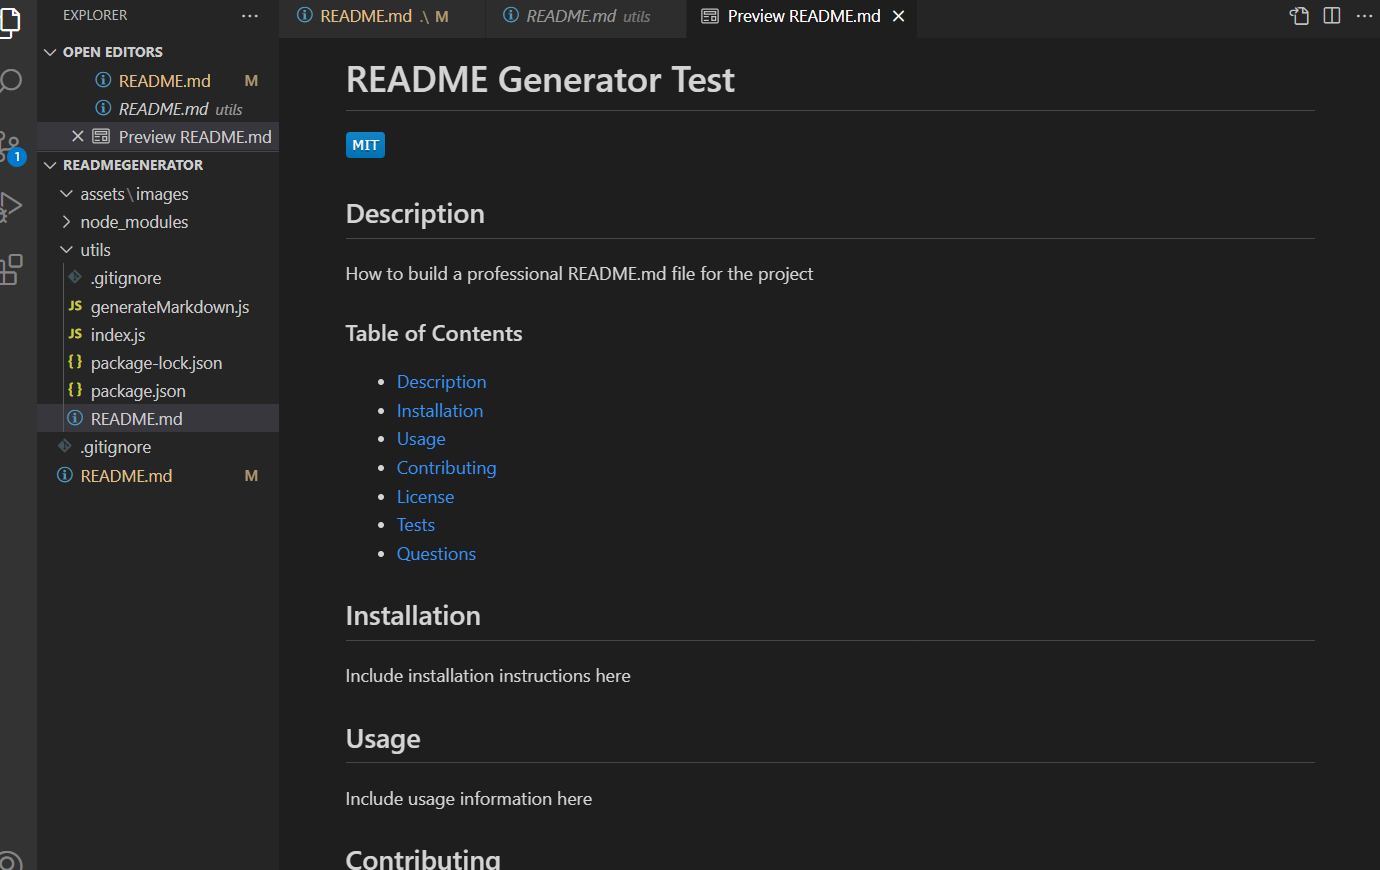 EXPLORER ...
OPEN EDITORS
README.md M
README.md utils
Preview README.md
1
READMEGENERATOR
assets\images
node_modules
utils
.gitignore
JS generateMarkdown.js
JS index.js
{} package-lock.json
{} package.json
README.md
.gitignore
README.md M
README.md .\ M
README.md utils
Preview README.md
README Generator Test
MIT
Description
How to build a professional README.md file for the project
Table of Contents
• Description
• Installation
• Usage
• Contributing
• License
• Tests
• Questions
Installation
Include installation instructions here
Usage
Include usage information here
Contributing